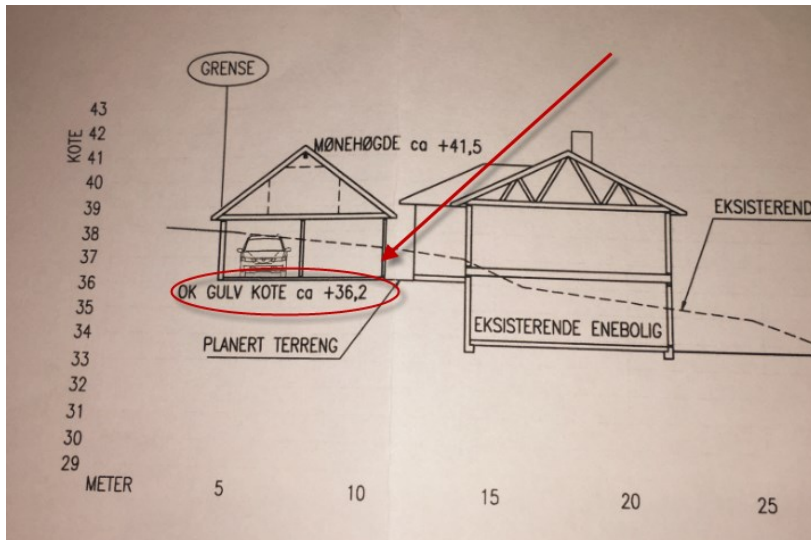 GRENSE
KOTE
43
42
41
40
39
38
37
36
35
34
33
32
31
30
29
MØNEHØGDE ca +41,5
EKSISTEREND
OK GULV KOTE ca +36,2
PLANERT TERRENG
EKSISTERENDE ENEBOLIG
METER 5 10 15 20 25